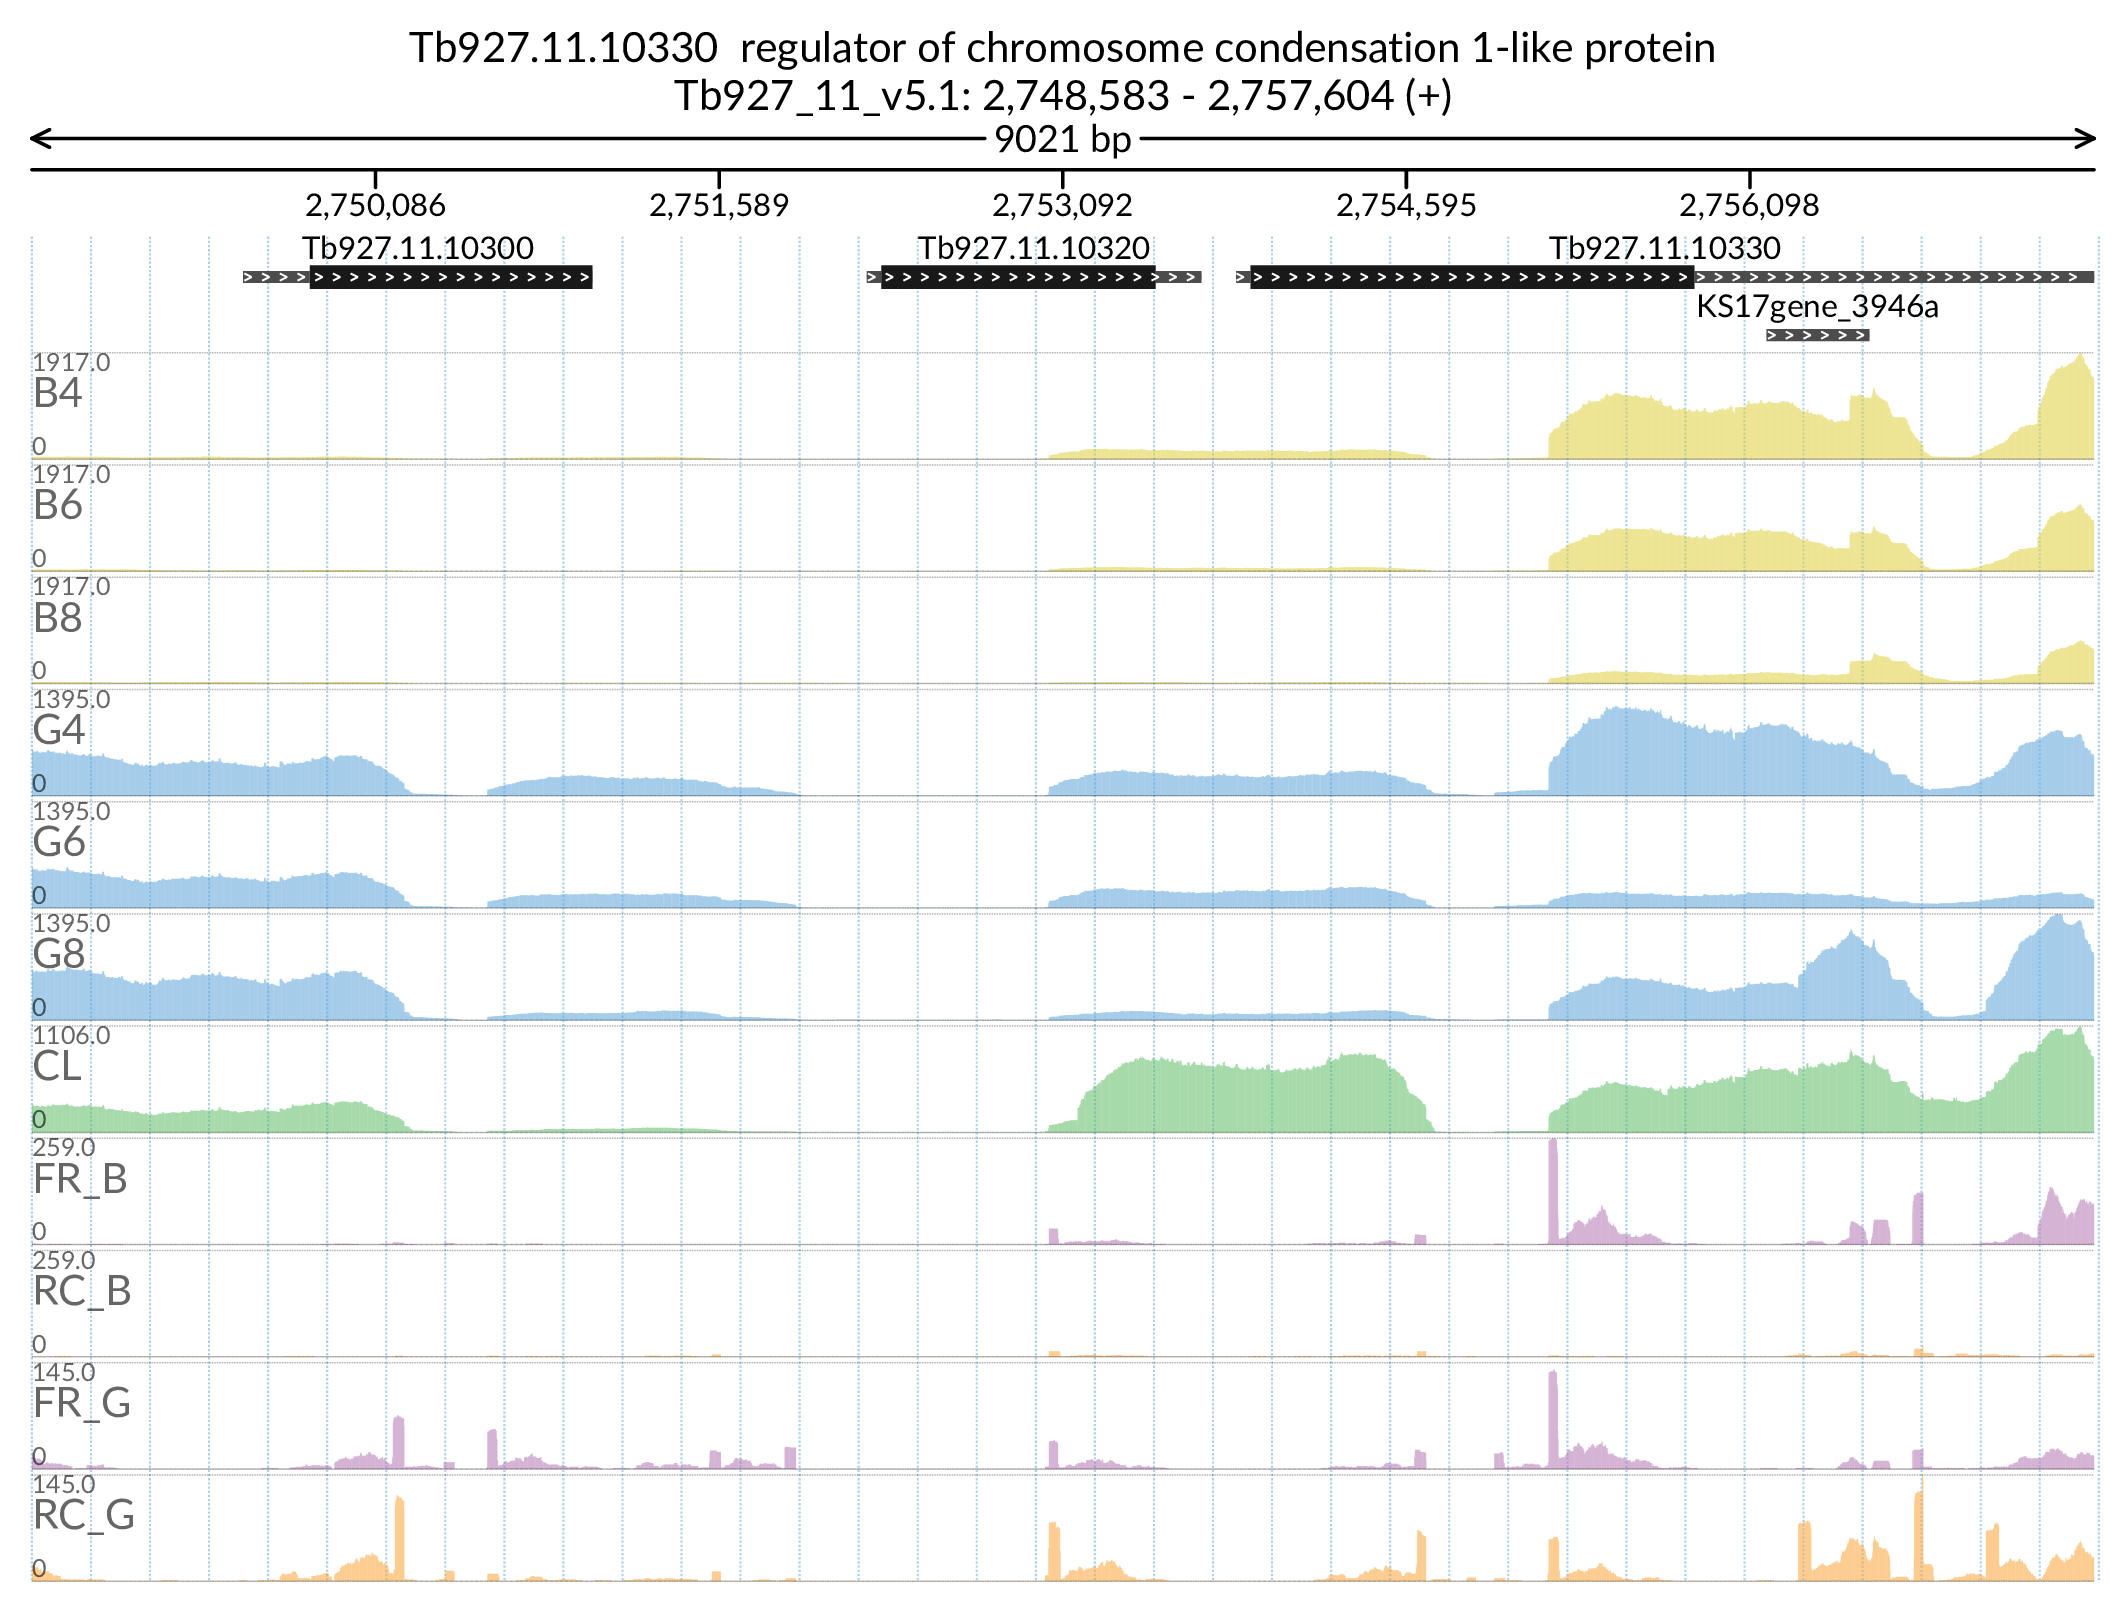 Tb927.11.10330  regulator of chromosome condensation 1-like protein
Tb927_11_v5.1: 2,748,583 - 2,757,604 (+)
9021 bp
2,750,086 2,751,589 2,753,092 2,754,595 2,756,098
Tb927.11.10300 Tb927.11.10320 Tb927.11.10330
KS17gene_3946a
1917.0
B4
0
1917.0
B6
0
1917.0
B8
0
1395.0
G4
0
1395.0
G6
0
1395.0
G8
0
1106.0
CL
0
259.0
FR_B
0
259.0
RC_B
0
145.0
FR_G
0
145.0
RC_G
0